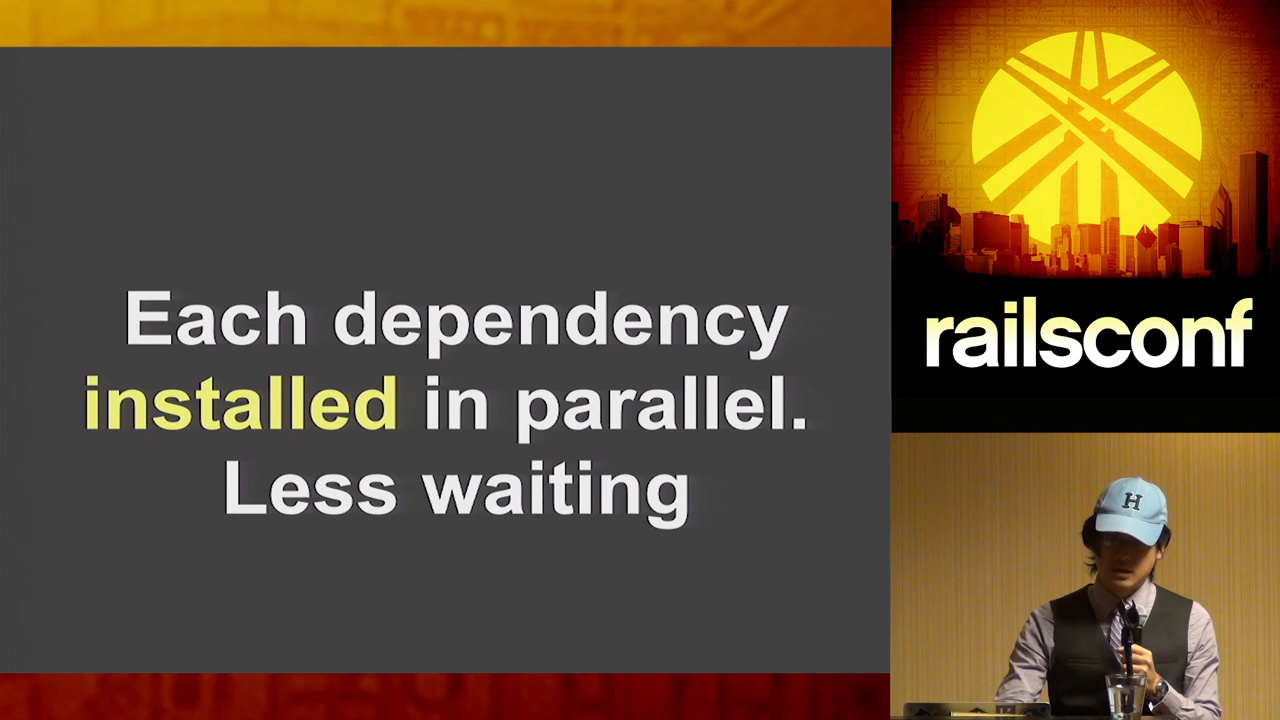 Each dependency
installed in parallel.
Less waiting
railsconf
H